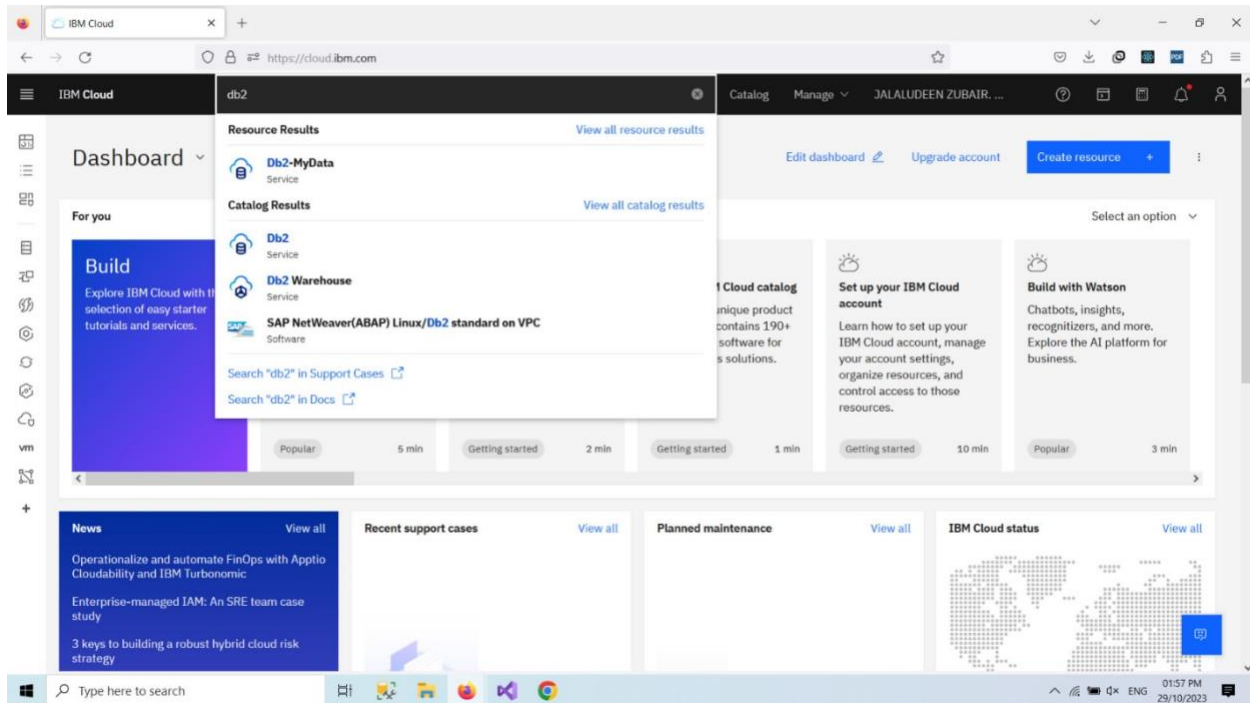 IBM Cloud
https://cloud.ibm.com
IBM Cloud
db2
Catalog
Manage
JALALUDEEN ZUBAIR. ...
Resource Results
View all resource results
Db2-MyData
Service
Catalog Results
View all catalog results
Db2
Service
Db2 Warehouse
Service
SAP NetWeaver(ABAP) Linux/Db2 standard on VPC
Software
Search "db2" in Support Cases
Search "db2" in Docs
Dashboard
Edit dashboard
Upgrade account
Create resource +
For you
Select an option
Build
Explore IBM Cloud with
selection of easy starter
tutorials and services.
Popular
5 min
Getting started
2 min
Cloud catalog
unique product
contains 190+
software for
solutions.
Getting started
1 min
Set up your IBM Cloud
account
Learn how to set up your
IBM Cloud account, manage
your account settings,
organize resources, and
control access to those
resources.
Getting started
10 min
Build with Watson
Chatbots, insights,
recognitizers, and more.
Explore the AI platform for
business.
Popular
3 min
vm
News
View all
Operationalize and automate FinOps with Apptio
Cloudability and IBM Turbonomic
Enterprise-managed IAM: An SRE team case
study
3 keys to building a robust hybrid cloud risk
strategy
Recent support cases
View all
Planned maintenance
View all
IBM Cloud status
View all
Type here to search
ENG
01:57 PM
29/10/2023